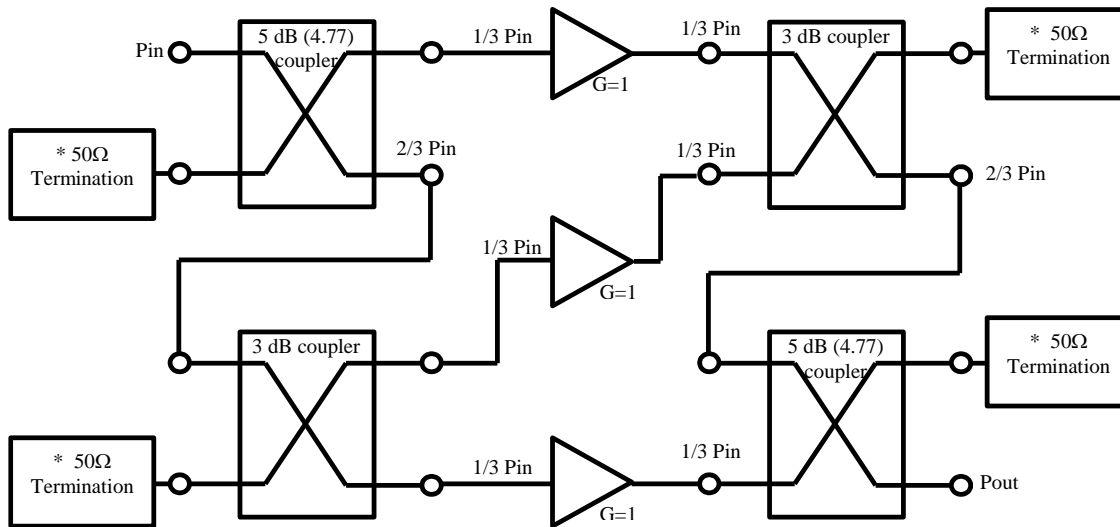 Pin
5 dB (4.77)
coupler
1/3 Pin
G=1
1/3 Pin
3 dB coupler
* 50Ω
Termination
* 50Ω
Termination
2/3 Pin
1/3 Pin
2/3 Pin
1/3 Pin
G=1
3 dB coupler
5 dB (4.77)
coupler
* 50Ω
Termination
* 50Ω
Termination
1/3 Pin
G=1
1/3 Pin
Pout